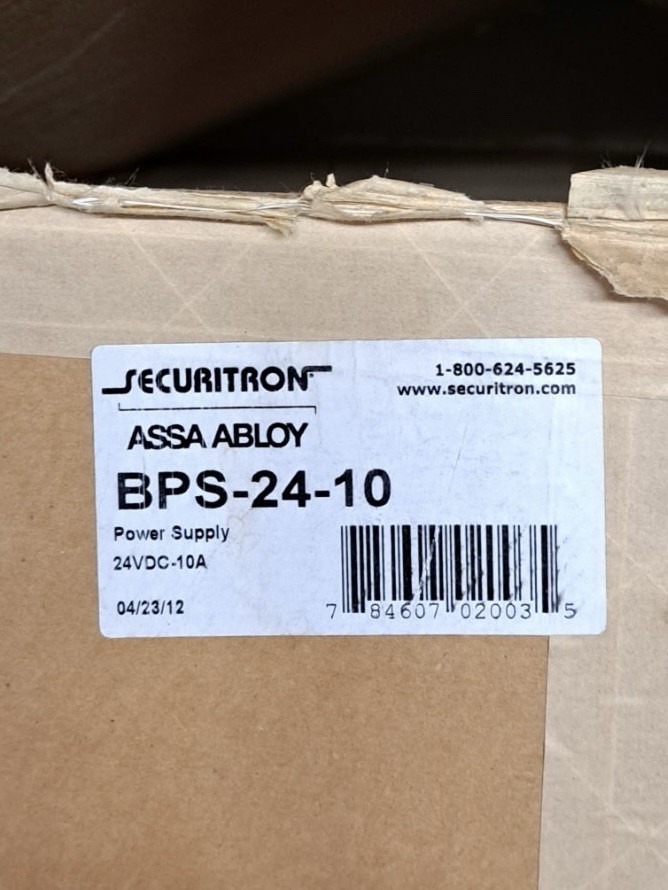 SECURITRON
1-800-624-5625
www.securitron.com
ASSA ABLOY
BPS-24-10
Power Supply
24VDC-10A
04/23/12
7 84607 02003 5